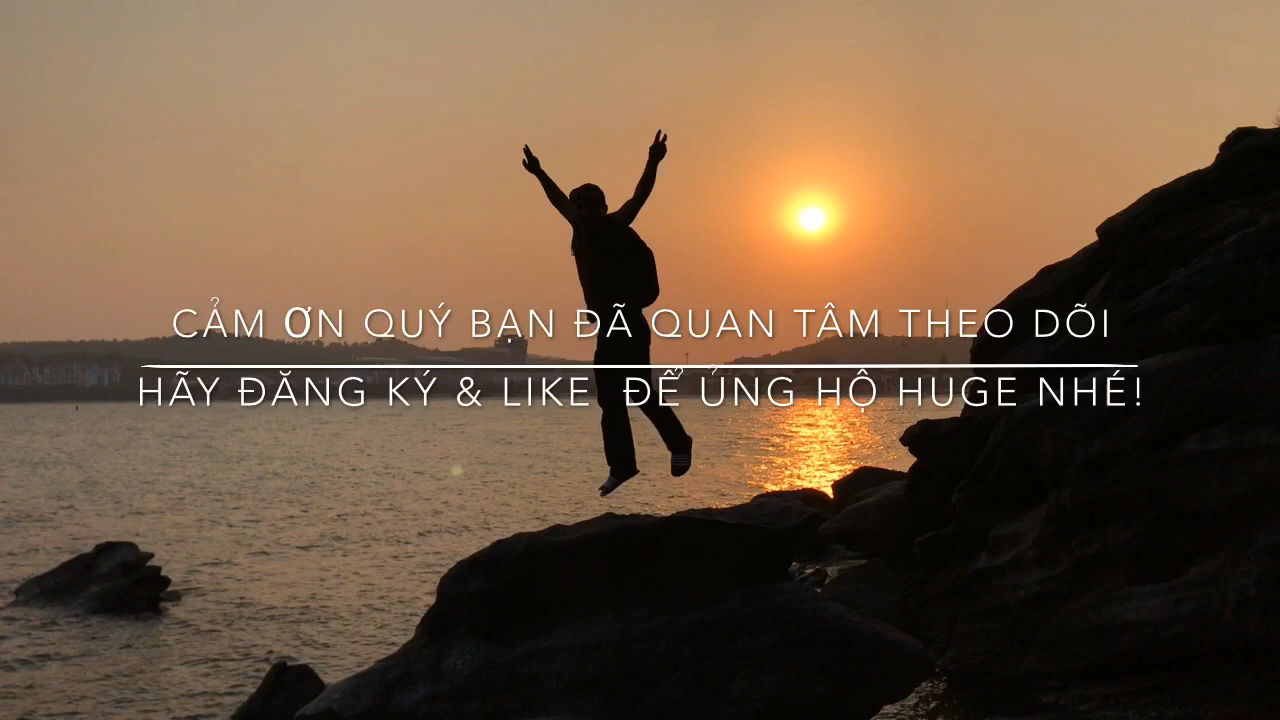 CẢM ƠN QUÝ BẠN ĐÃ QUAN TÂM THEO DÕI
HÃY ĐĂNG KÝ & LIKE ĐỂ ỦNG HỘ HUGE NHÉ!